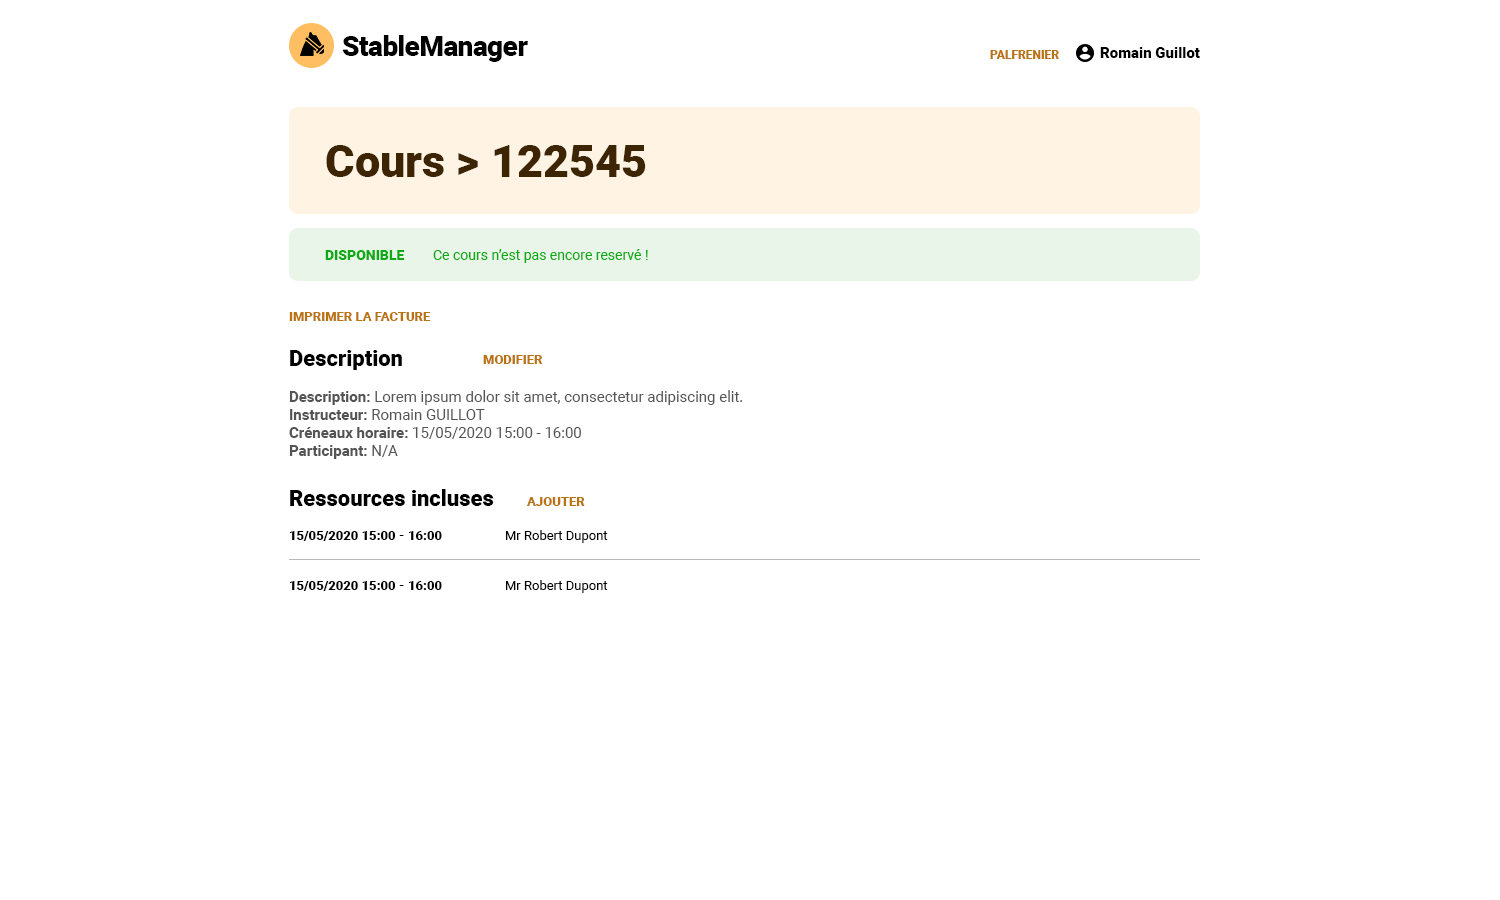 StableManager
PALFRENIER Romain Guillot
Cours > 122545
DISPONIBLE Ce cours n’est pas encore reservé !
IMPRIMER LA FACTURE
Description MODIFIER
Description: Lorem ipsum dolor sit amet, consectetur adipiscing elit.
Instructeur: Romain GUILLOT
Créneaux horaire: 15/05/2020 15:00 - 16:00
Participant: N/A
Ressources incluses AJOUTER
15/05/2020 15:00 - 16:00 Mr Robert Dupont
15/05/2020 15:00 - 16:00 Mr Robert Dupont